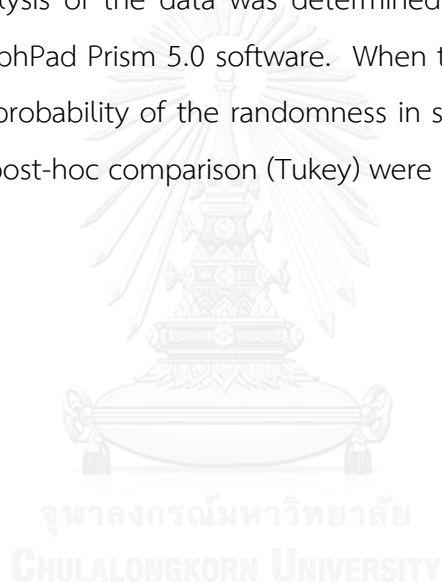 lysis of the data was determined
phPad Prism 5.0 software. When t
probability of the randomness in s
post-hoc comparison (Tukey) were
จุฬาลงกรณ์มหาวิทยาลัย
CHULALONGKORN UNIVERSITY